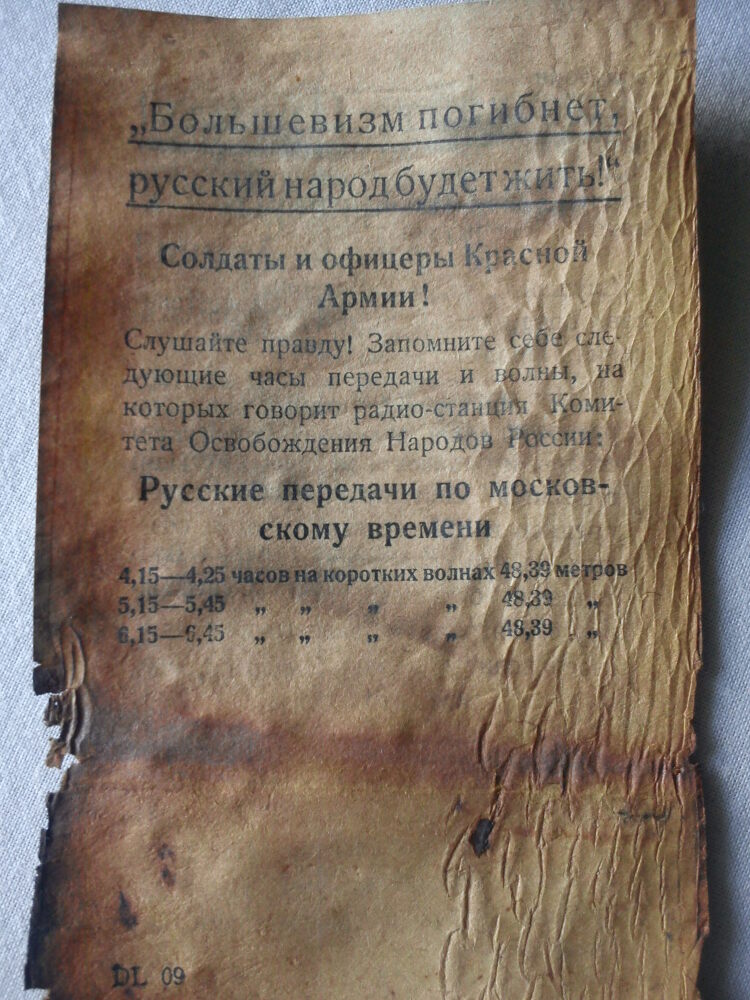 „Большевизм погибнет,
русский народ будет жить!“
Солдаты и офицеры Красной
Армии!
Слушайте правду! Запомните себе сле-
дующие часы передачи и волны, на
которых говорит радио-станция Коми-
тета Освобождения Народов России:
Русские передачи по москов-
скому времени
4,15—4,25 часов на коротких волнах 48,39 метров
5,15—5,45 „ „ „ „ 48,39 „
6,15—6,45 „ „ „ „ 48,39 „
DL 09